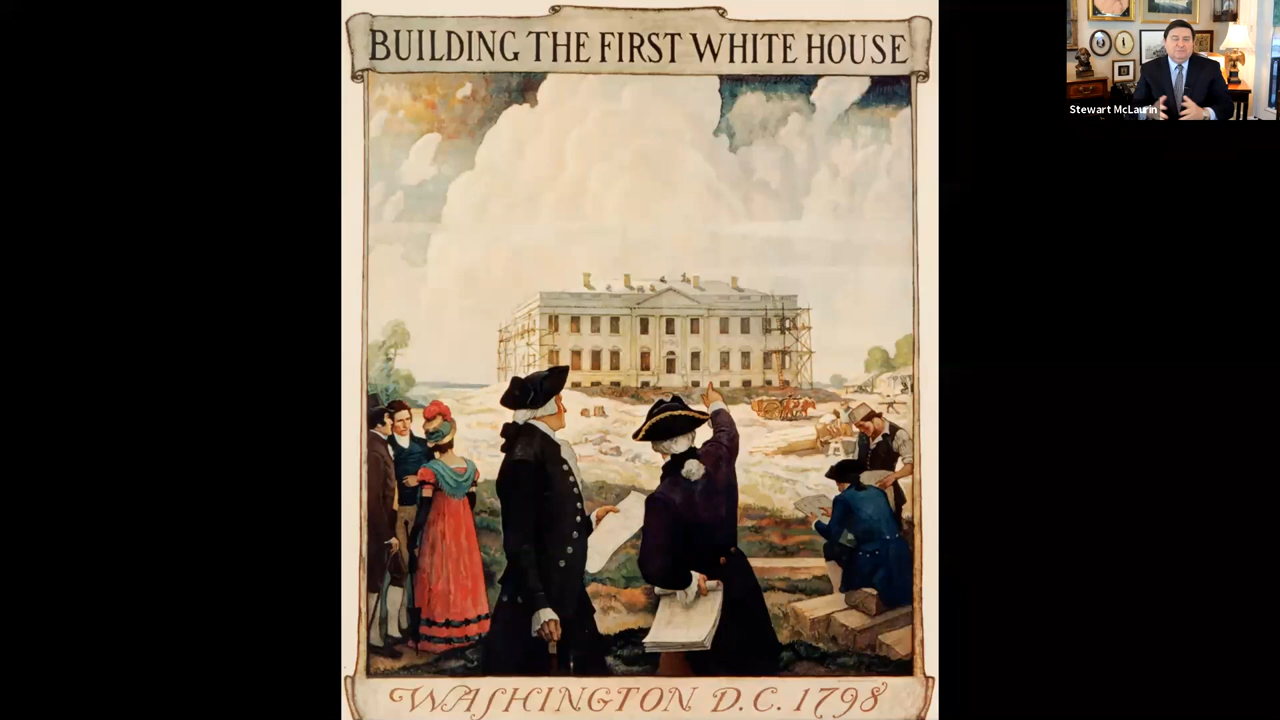 BUILDING THE FIRST WHITE HOUSE
Stewart McLaurin
WASHINGTON D.C. 1798